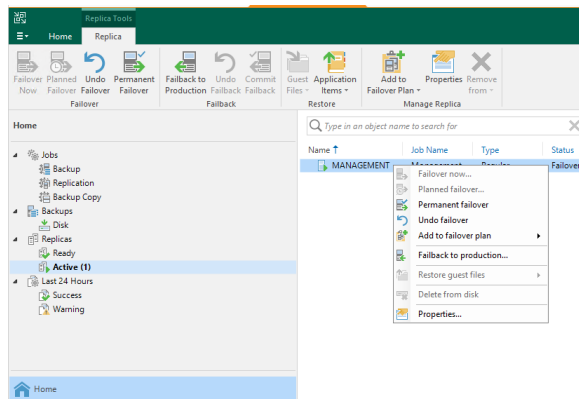 Replica Tools
Home Replica
Failover Now
Planned Failover
Undo Failover
Permanent Failover
Failback to Production
Undo Failback
Commit Failback
Guest Files
Application Items
Add to Failover Plan
Properties
Remove from
Failover Failback Restore Manage Replica
Home
Type in an object name to search for
Name Job Name Type Status
MANAGEMENT Management Regular Failover
Jobs
Backup
Replication
Backup Copy
Backups
Disk
Replicas
Ready
Active (1)
Last 24 Hours
Success
Warning
Failover now...
Planned failover...
Permanent failover
Undo failover
Add to failover plan
Failback to production...
Restore guest files
Delete from disk
Properties...
Home